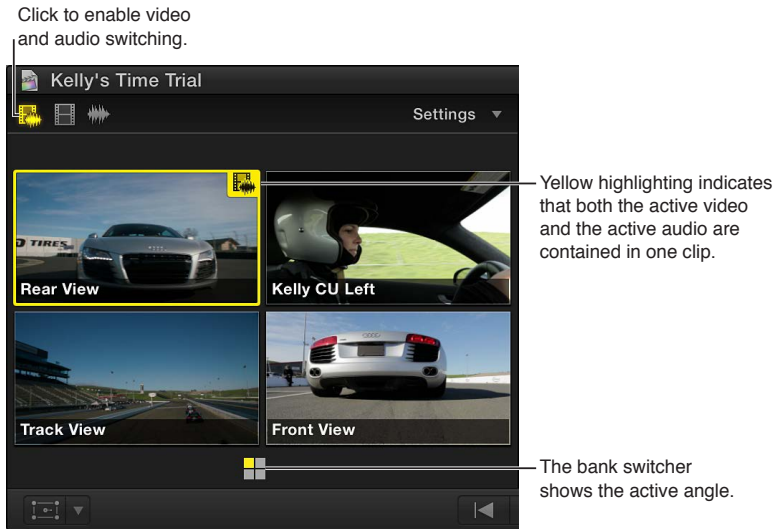 Click to enable video
and audio switching.
Kelly's Time Trial
Settings
TIRES
Rear View
Kelly CU Left
Track View
Front View
Yellow highlighting indicates
that both the active video
and the active audio are
contained in one clip.
The bank switcher
shows the active angle.